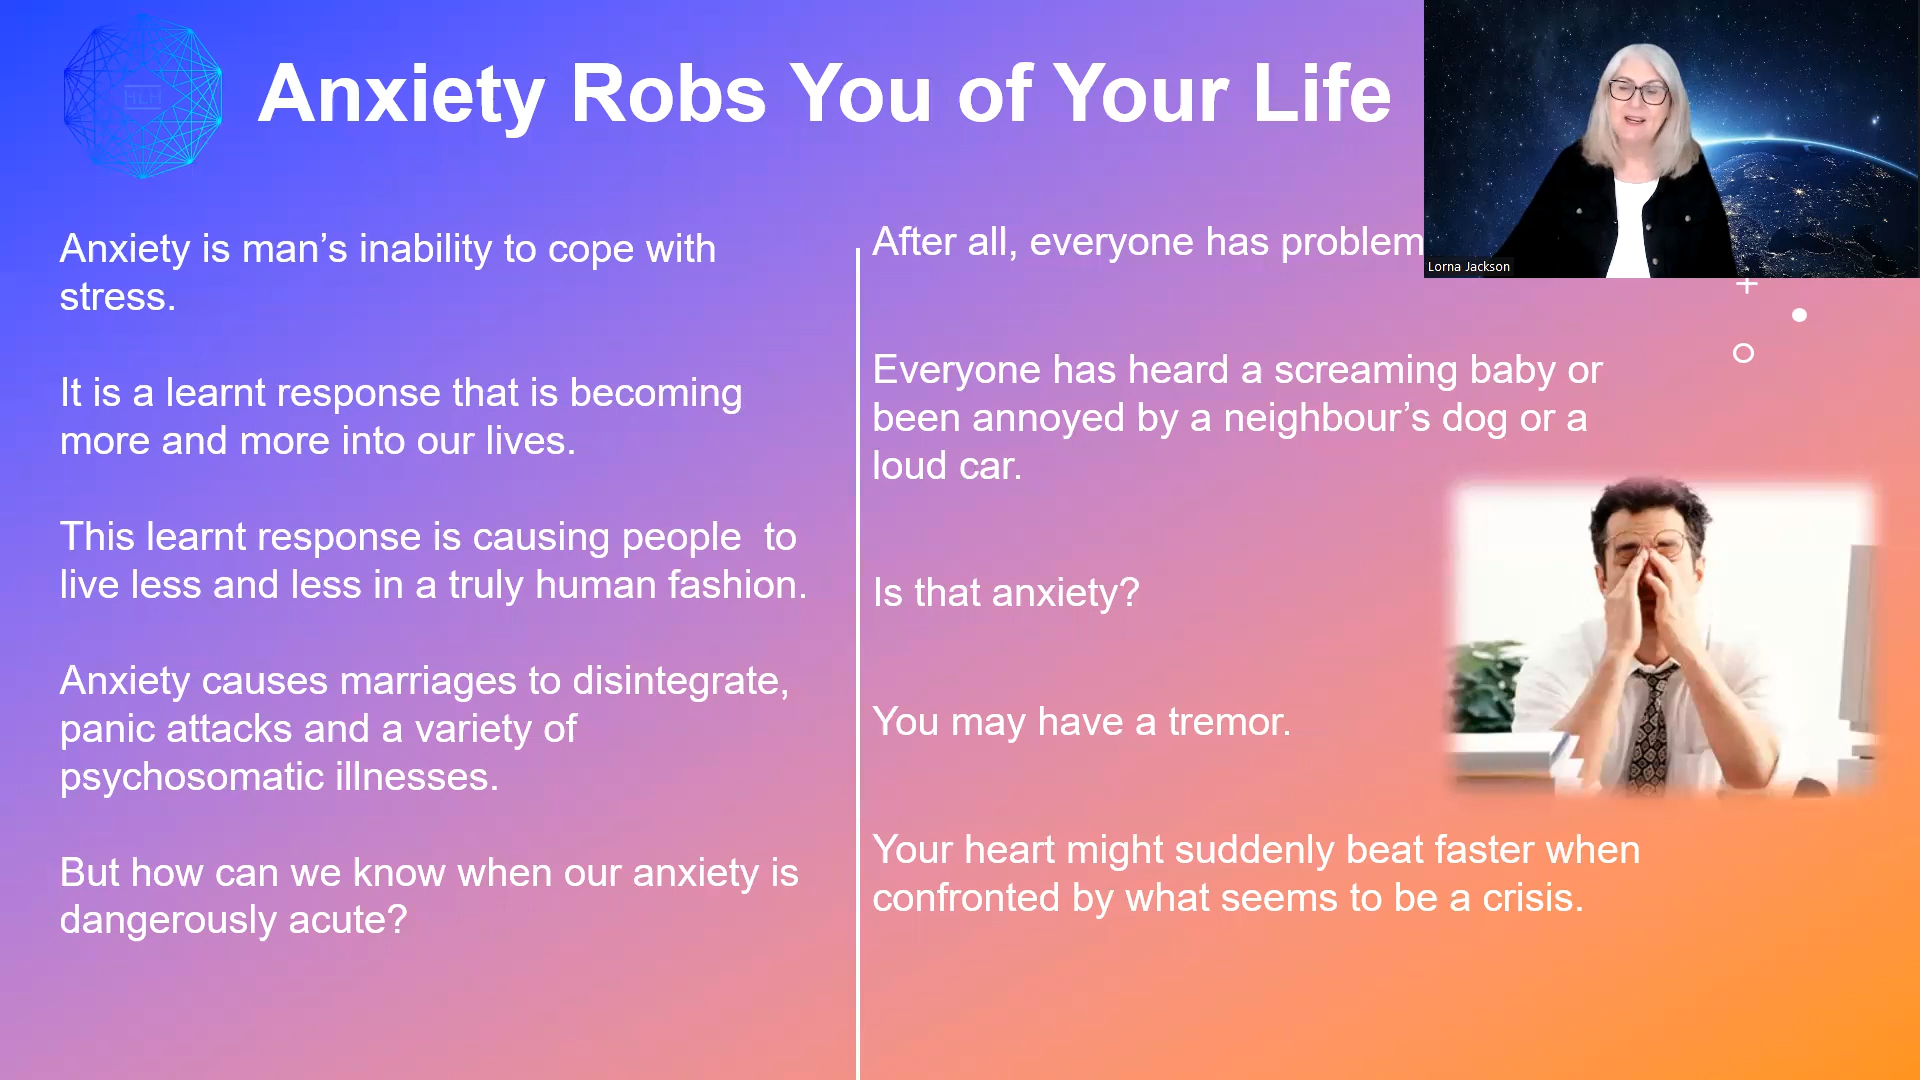 HLH
Anxiety Robs You of Your Life
Anxiety is man’s inability to cope with
stress.
It is a learnt response that is becoming
more and more into our lives.
This learnt response is causing people  to
live less and less in a truly human fashion.
Anxiety causes marriages to disintegrate,
panic attacks and a variety of
psychosomatic illnesses.
But how can we know when our anxiety is
dangerously acute?
After all, everyone has problem
Everyone has heard a screaming baby or
been annoyed by a neighbour’s dog or a
loud car.
Is that anxiety?
You may have a tremor.
Your heart might suddenly beat faster when
confronted by what seems to be a crisis.
Lorna Jackson